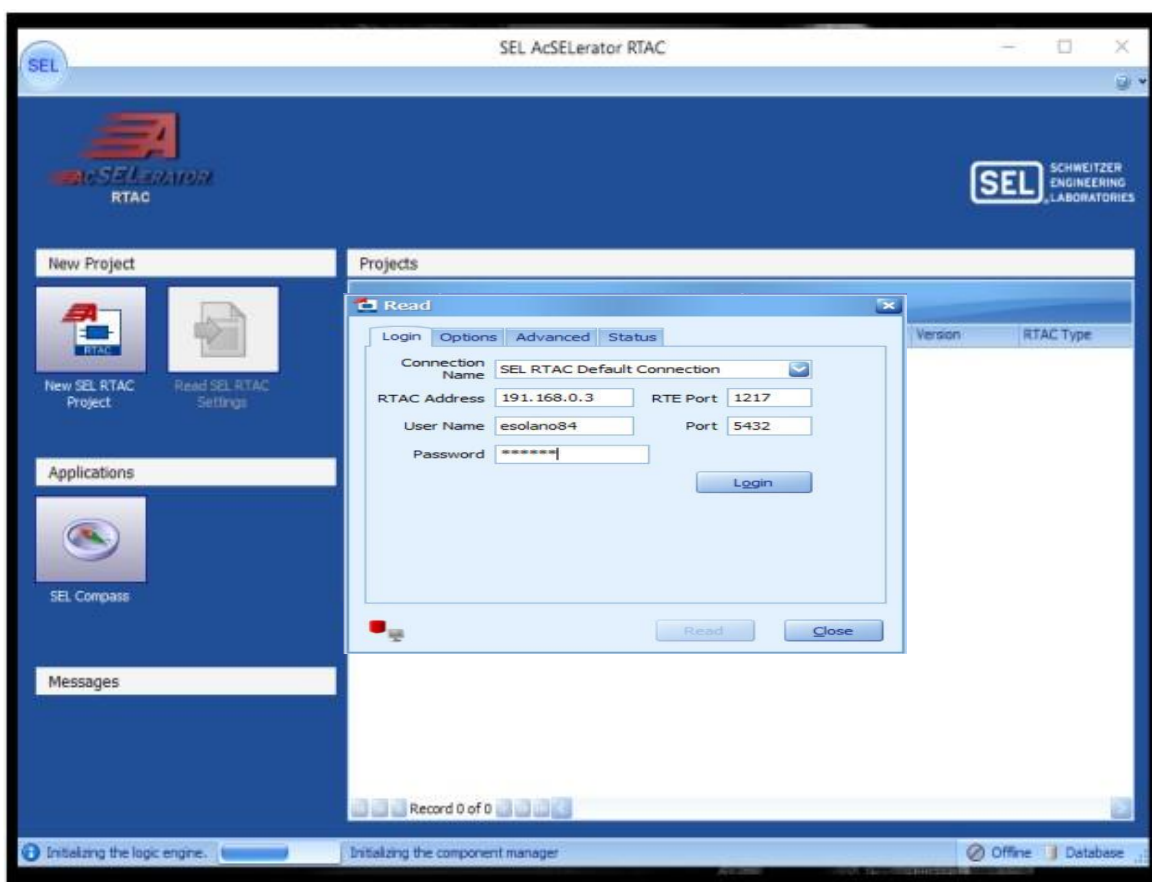 SEL AcSELerator RTAC
SEL
ACSELERATOR
RTAC
SEL SCHWEITZER
ENGINEERING
LABORATORIES
New Project
RTAC
New SEL RTAC
Project
Read SEL RTAC
Settings
Applications
SEL Compass
Messages
Projects
Version RTAC Type
Read
Login Options Advanced Status
Connection
Name SEL RTAC Default Connection
RTAC Address 191.168.0.3 RTE Port 1217
User Name esolano84 Port 5432
Password ******
Login
Read Close
Record 0 of 0
Initializing the logic engine. Initializing the component manager Offline Database